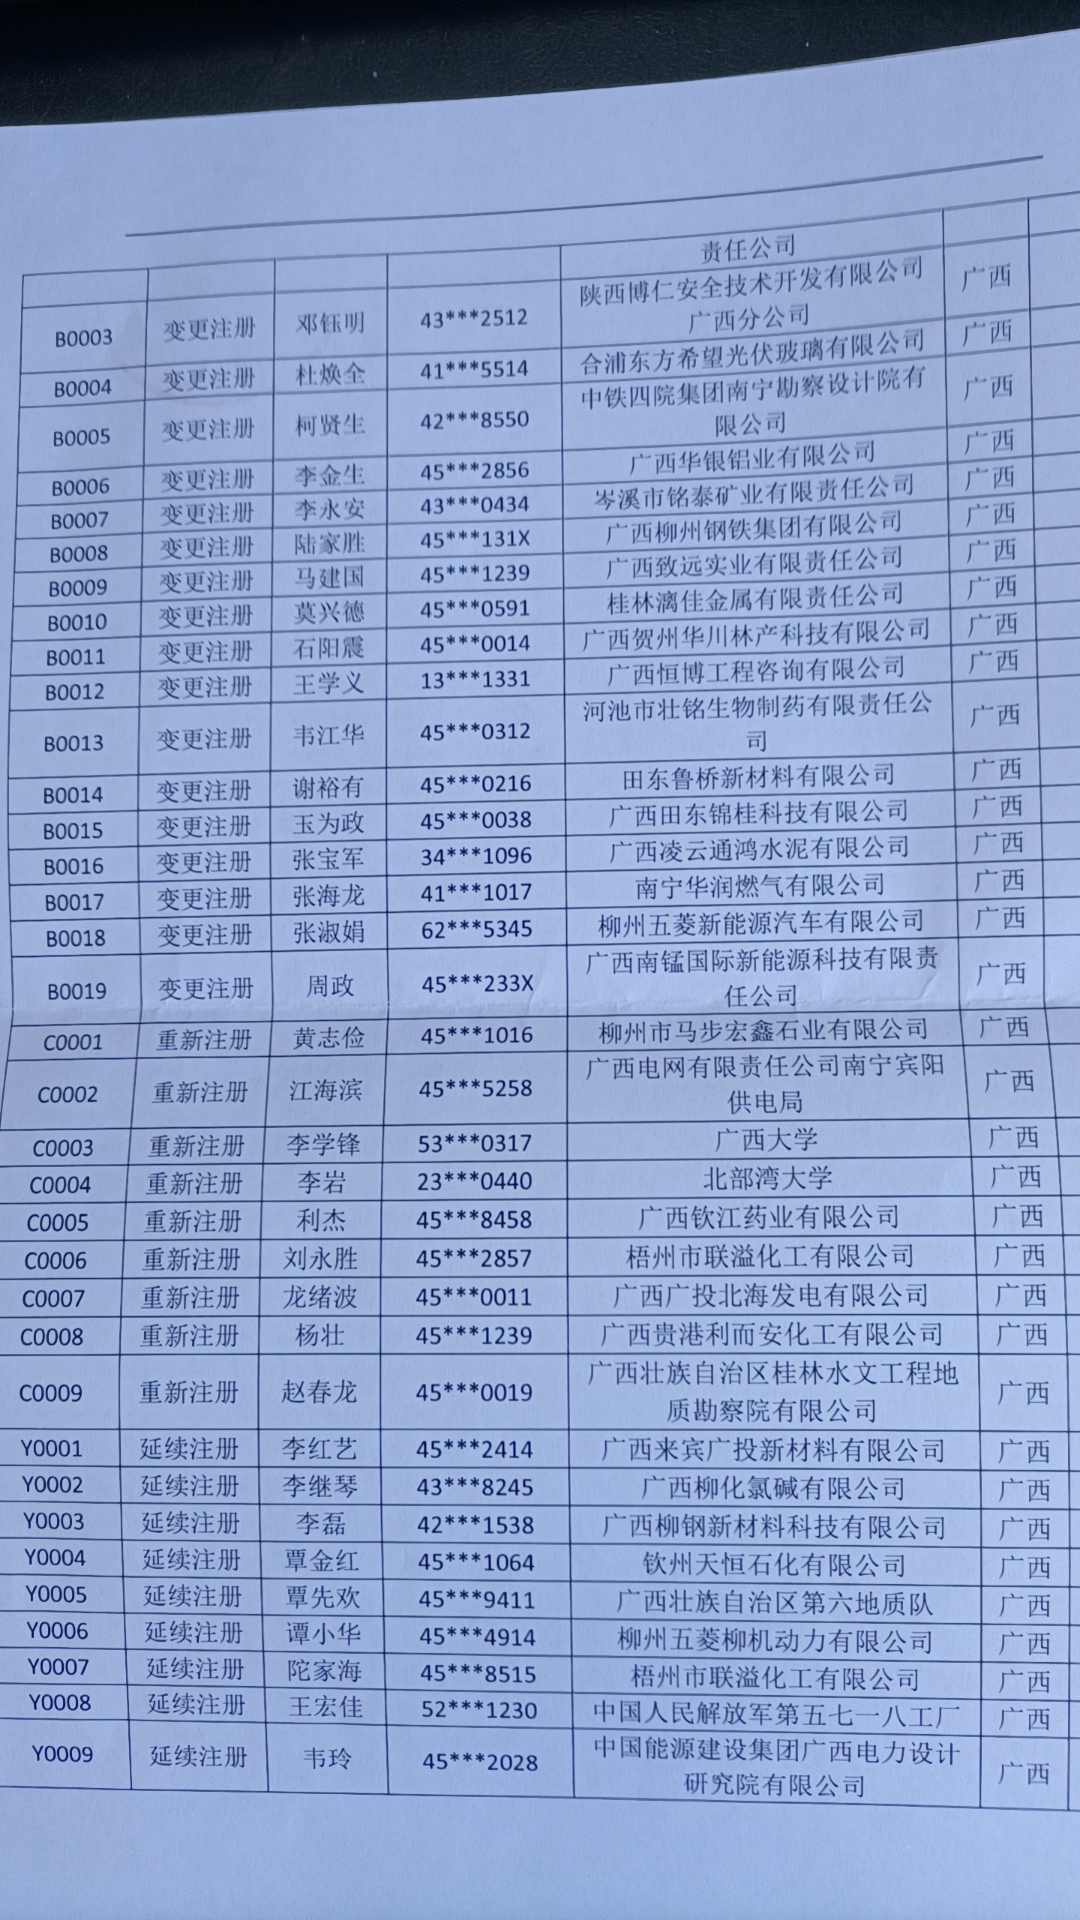 责任公司
B0003 变更注册 邓钰明 43***2512 陕西博仁安全技术开发有限公司 广西
广西分公司
B0004 变更注册 杜焕全 41***5514 合浦东方希望光伏玻璃有限公司 广西
B0005 变更注册 柯贤生 42***8550 中铁四院集团南宁勘察设计院有 广西
限公司
B0006 变更注册 李金生 45***2856 广西华银铝业有限公司 广西
B0007 变更注册 李永安 43***0434 岑溪市铭泰矿业有限责任公司 广西
B0008 变更注册 陆家胜 45***131X 广西柳州钢铁集团有限公司 广西
B0009 变更注册 马建国 45***1239 广西致远实业有限责任公司 广西
B0010 变更注册 莫兴德 45***0591 桂林漓佳金属有限责任公司 广西
B0011 变更注册 石阳震 45***0014 广西贺州华川林产科技有限公司 广西
B0012 变更注册 王学义 13***1331 广西恒博工程咨询有限公司 广西
B0013 变更注册 韦江华 45***0312 河池市壮铭生物制药有限责任公 广西
司
B0014 变更注册 谢裕有 45***0216 田东鲁桥新材料有限公司 广西
B0015 变更注册 玉为政 45***0038 广西田东锦桂科技有限公司 广西
B0016 变更注册 张宝军 34***1096 广西凌云通鸿水泥有限公司 广西
B0017 变更注册 张海龙 41***1017 南宁华润燃气有限公司 广西
B0018 变更注册 张淑娟 62***5345 柳州五菱新能源汽车有限公司 广西
B0019 变更注册 周政 45***233X 广西南锰国际新能源科技有限责 广西
任公司
C0001 重新注册 黄志俭 45***1016 柳州市马步宏鑫石业有限公司 广西
C0002 重新注册 江海滨 45***5258 广西电网有限责任公司南宁宾阳 广西
供电局
C0003 重新注册 李学锋 53***0317 广西大学 广西
C0004 重新注册 李岩 23***0440 北部湾大学 广西
C0005 重新注册 利杰 45***8458 广西钦江药业有限公司 广西
C0006 重新注册 刘永胜 45***2857 梧州市联溢化工有限公司 广西
C0007 重新注册 龙绪波 45***0011 广西广投北海发电有限公司 广西
C0008 重新注册 杨壮 45***1239 广西贵港利而安化工有限公司 广西
C0009 重新注册 赵春龙 45***0019 广西壮族自治区桂林水文工程地 广西
质勘察院有限公司
Y0001 延续注册 李红艺 45***2414 广西来宾广投新材料有限公司 广西
Y0002 延续注册 李继琴 43***8245 广西柳化氯碱有限公司 广西
Y0003 延续注册 李磊 42***1538 广西柳钢新材料科技有限公司 广西
Y0004 延续注册 覃金红 45***1064 钦州天恒石化有限公司 广西
Y0005 延续注册 覃先欢 45***9411 广西壮族自治区第六地质队 广西
Y0006 延续注册 谭小华 45***4914 柳州五菱柳机动力有限公司 广西
Y0007 延续注册 陀家海 45***8515 梧州市联溢化工有限公司 广西
Y0008 延续注册 王宏佳 52***1230 中国人民解放军第五七一八工厂 广西
Y0009 延续注册 韦玲 45***2028 中国能源建设集团广西电力设计 广西
研究院有限公司